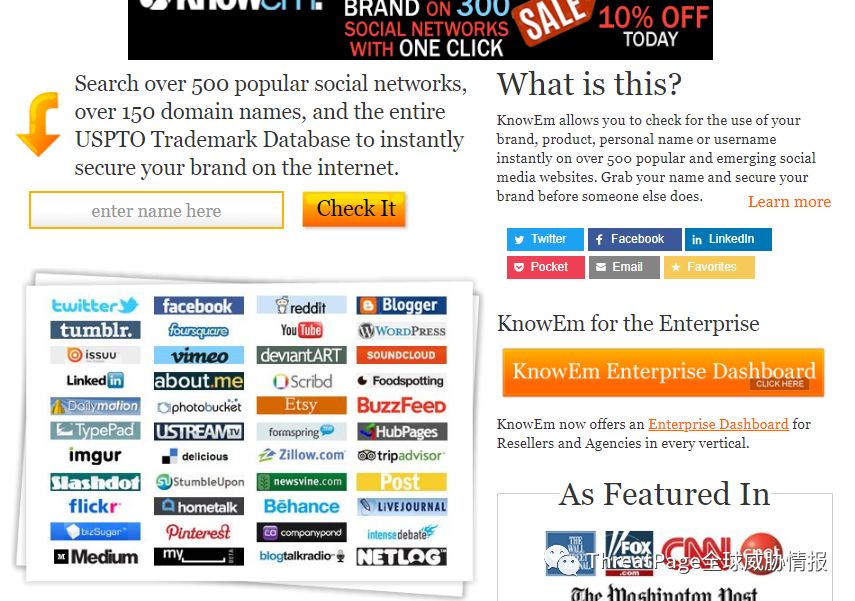 KnowEm!
BRAND ON 300
SOCIAL NETWORKS
WITH ONE CLICK
SALE
10% OFF
TODAY
Search over 500 popular social networks,
over 150 domain names, and the entire
USPTO Trademark Database to instantly
secure your brand on the internet.
enter name here
Check It
twitter facebook reddit Blogger
tumblr. foursquare YouTube WORDPRESS
issuu vimeo deviantART SOUNDCLOUD
Linked in about.me Scribd Foodspotting
Dailymotion photobucket Etsy BuzzFeed
TypePad USTREAM TV formspring HubPages
imgur delicious Zillow.com tripadvisor
Slashdot StumbleUpon newsvine.com Post
flickr hometalk Bēhance LIVEJOURNAL
bizSugar Pinterest companypond intensedebate
M Medium my BETA blogtalkradio NETLOG
What is this?
KnowEm allows you to check for the use of your
brand, product, personal name or username
instantly on over 500 popular and emerging social
media websites. Grab your name and secure your
brand before someone else does.
Learn more
Twitter Facebook LinkedIn
Pocket Email Favorites
KnowEm for the Enterprise
KnowEm Enterprise Dashboard
CLICK HERE
KnowEm now offers an Enterprise Dashboard for
Resellers and Agencies in every vertical.
As Featured In
THE WALL STREET FOX .com CNN cnet
ThreatPage全球威胁情报
The Washington Post